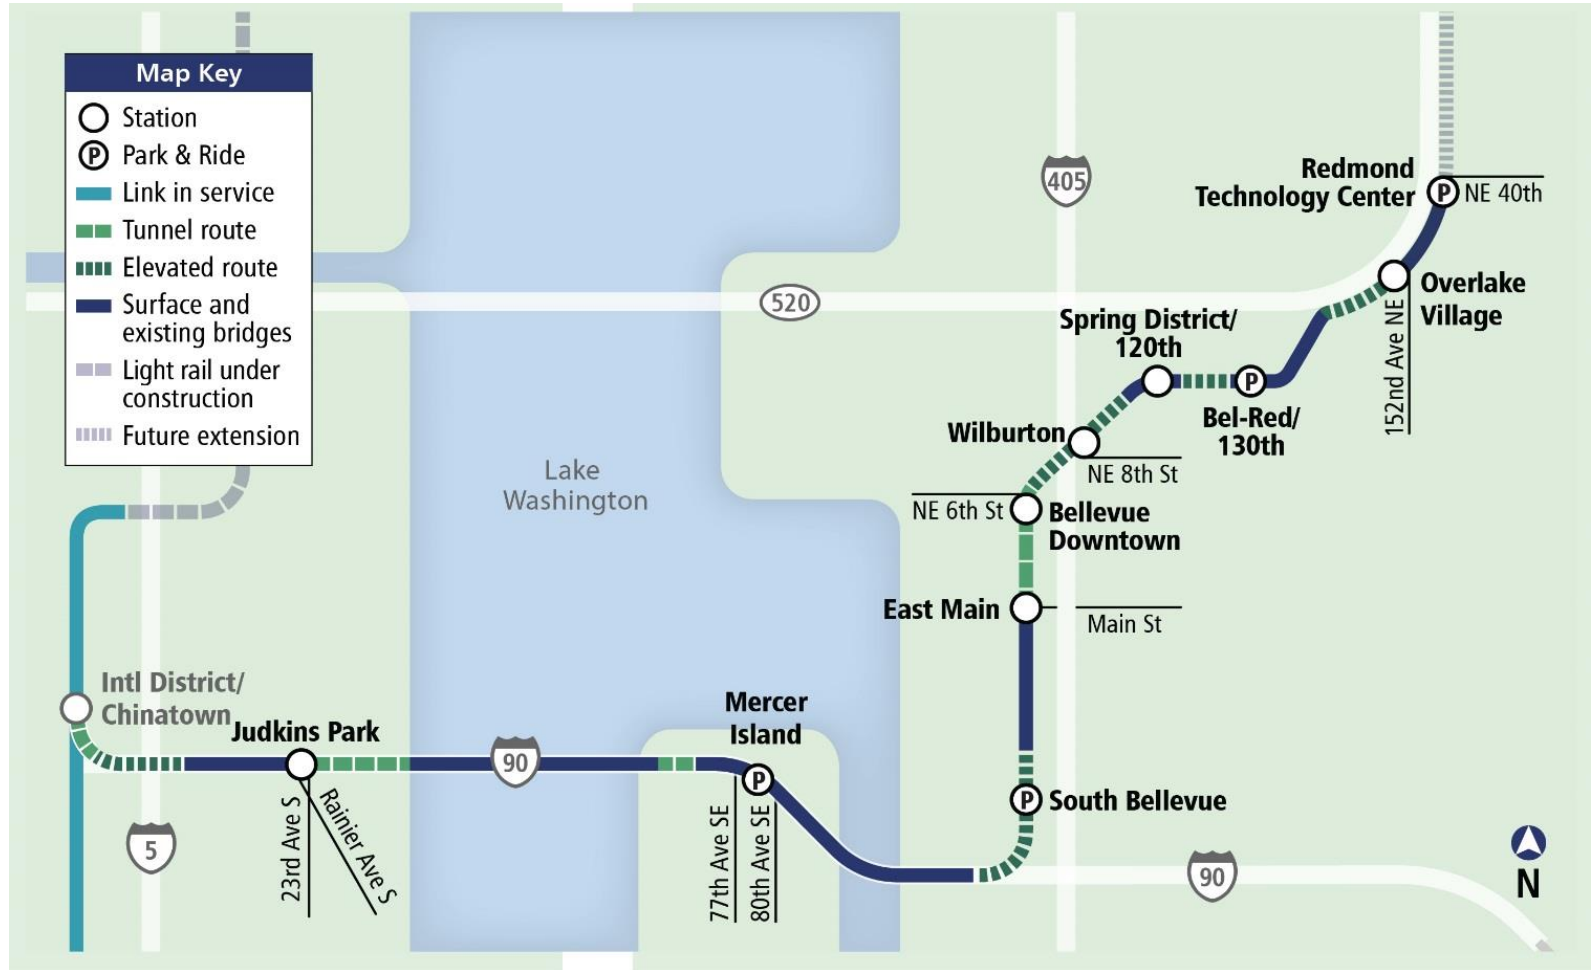 Map Key
Station
P
Park & Ride
Link in service
Tunnel route
Elevated route
Surface and
existing bridges
Light rail under
construction
Future extension
405
Redmond
Technology Center
P
NE 40th
520
Overlake
Village
152nd Ave NE
Spring District/
120th
P
Bel-Red/
130th
Wilburton
NE 8th St
NE 6th St
Bellevue
Downtown
Lake
Washington
East Main
Main St
Intl District/
Chinatown
Judkins Park
Mercer
Island
90
P
P
South Bellevue
5
23rd Ave S
Rainier Ave S
77th Ave SE
80th Ave SE
90
N